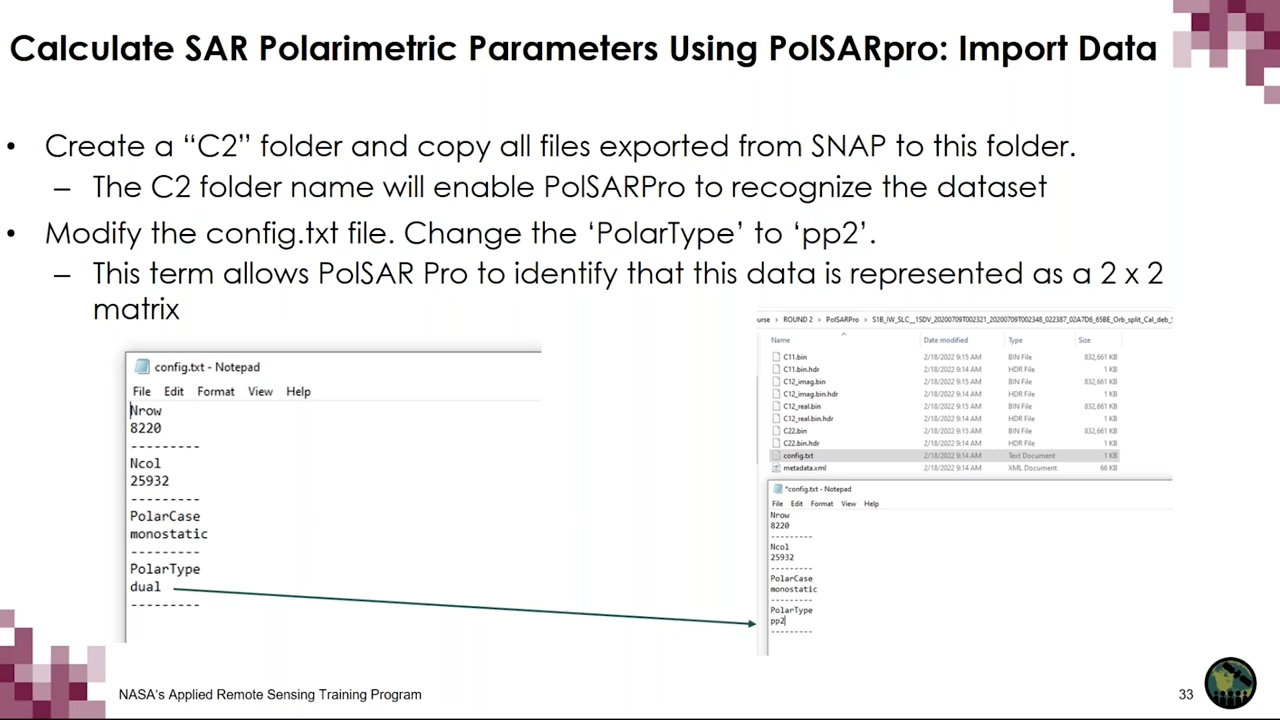 Calculate SAR Polarimetric Parameters Using PolSARpro: Import Data
• Create a “C2” folder and copy all files exported from SNAP to this folder.
– The C2 folder name will enable PolSARPro to recognize the dataset
• Modify the config.txt file. Change the ‘PolarType’ to ‘pp2’.
– This term allows PolSAR Pro to identify that this data is represented as a 2 x 2
matrix
config.txt - Notepad
File Edit Format View Help
Nrow
8220
---------
Ncol
25932
---------
PolarCase
monostatic
---------
PolarType
dual
---------
urse › ROUND 2 › PolSARPro › S1B_IW_SLC__1SDV_20200709T002321_20200709T002348_022387_02A7D6_65BE_Orb_split_Cal_deb_
Name Date modified Type Size
C11.bin 2/18/2022 9:15 AM BIN File 832,661 KB
C11.bin.hdr 2/18/2022 9:14 AM HDR File 1 KB
C12_imag.bin 2/18/2022 9:15 AM BIN File 832,661 KB
C12_imag.bin.hdr 2/18/2022 9:14 AM HDR File 1 KB
C12_real.bin 2/18/2022 9:15 AM BIN File 832,661 KB
C12_real.bin.hdr 2/18/2022 9:14 AM HDR File 1 KB
C22.bin 2/18/2022 9:15 AM BIN File 832,661 KB
C22.bin.hdr 2/18/2022 9:14 AM HDR File 1 KB
config.txt 2/18/2022 9:14 AM Text Document 1 KB
metadata.xml 2/18/2022 9:14 AM XML Document 66 KB
*config.txt - Notepad
File Edit Format View Help
Nrow
8220
---------
Ncol
25932
---------
PolarCase
monostatic
---------
PolarType
pp2
---------
NASA’s Applied Remote Sensing Training Program
33